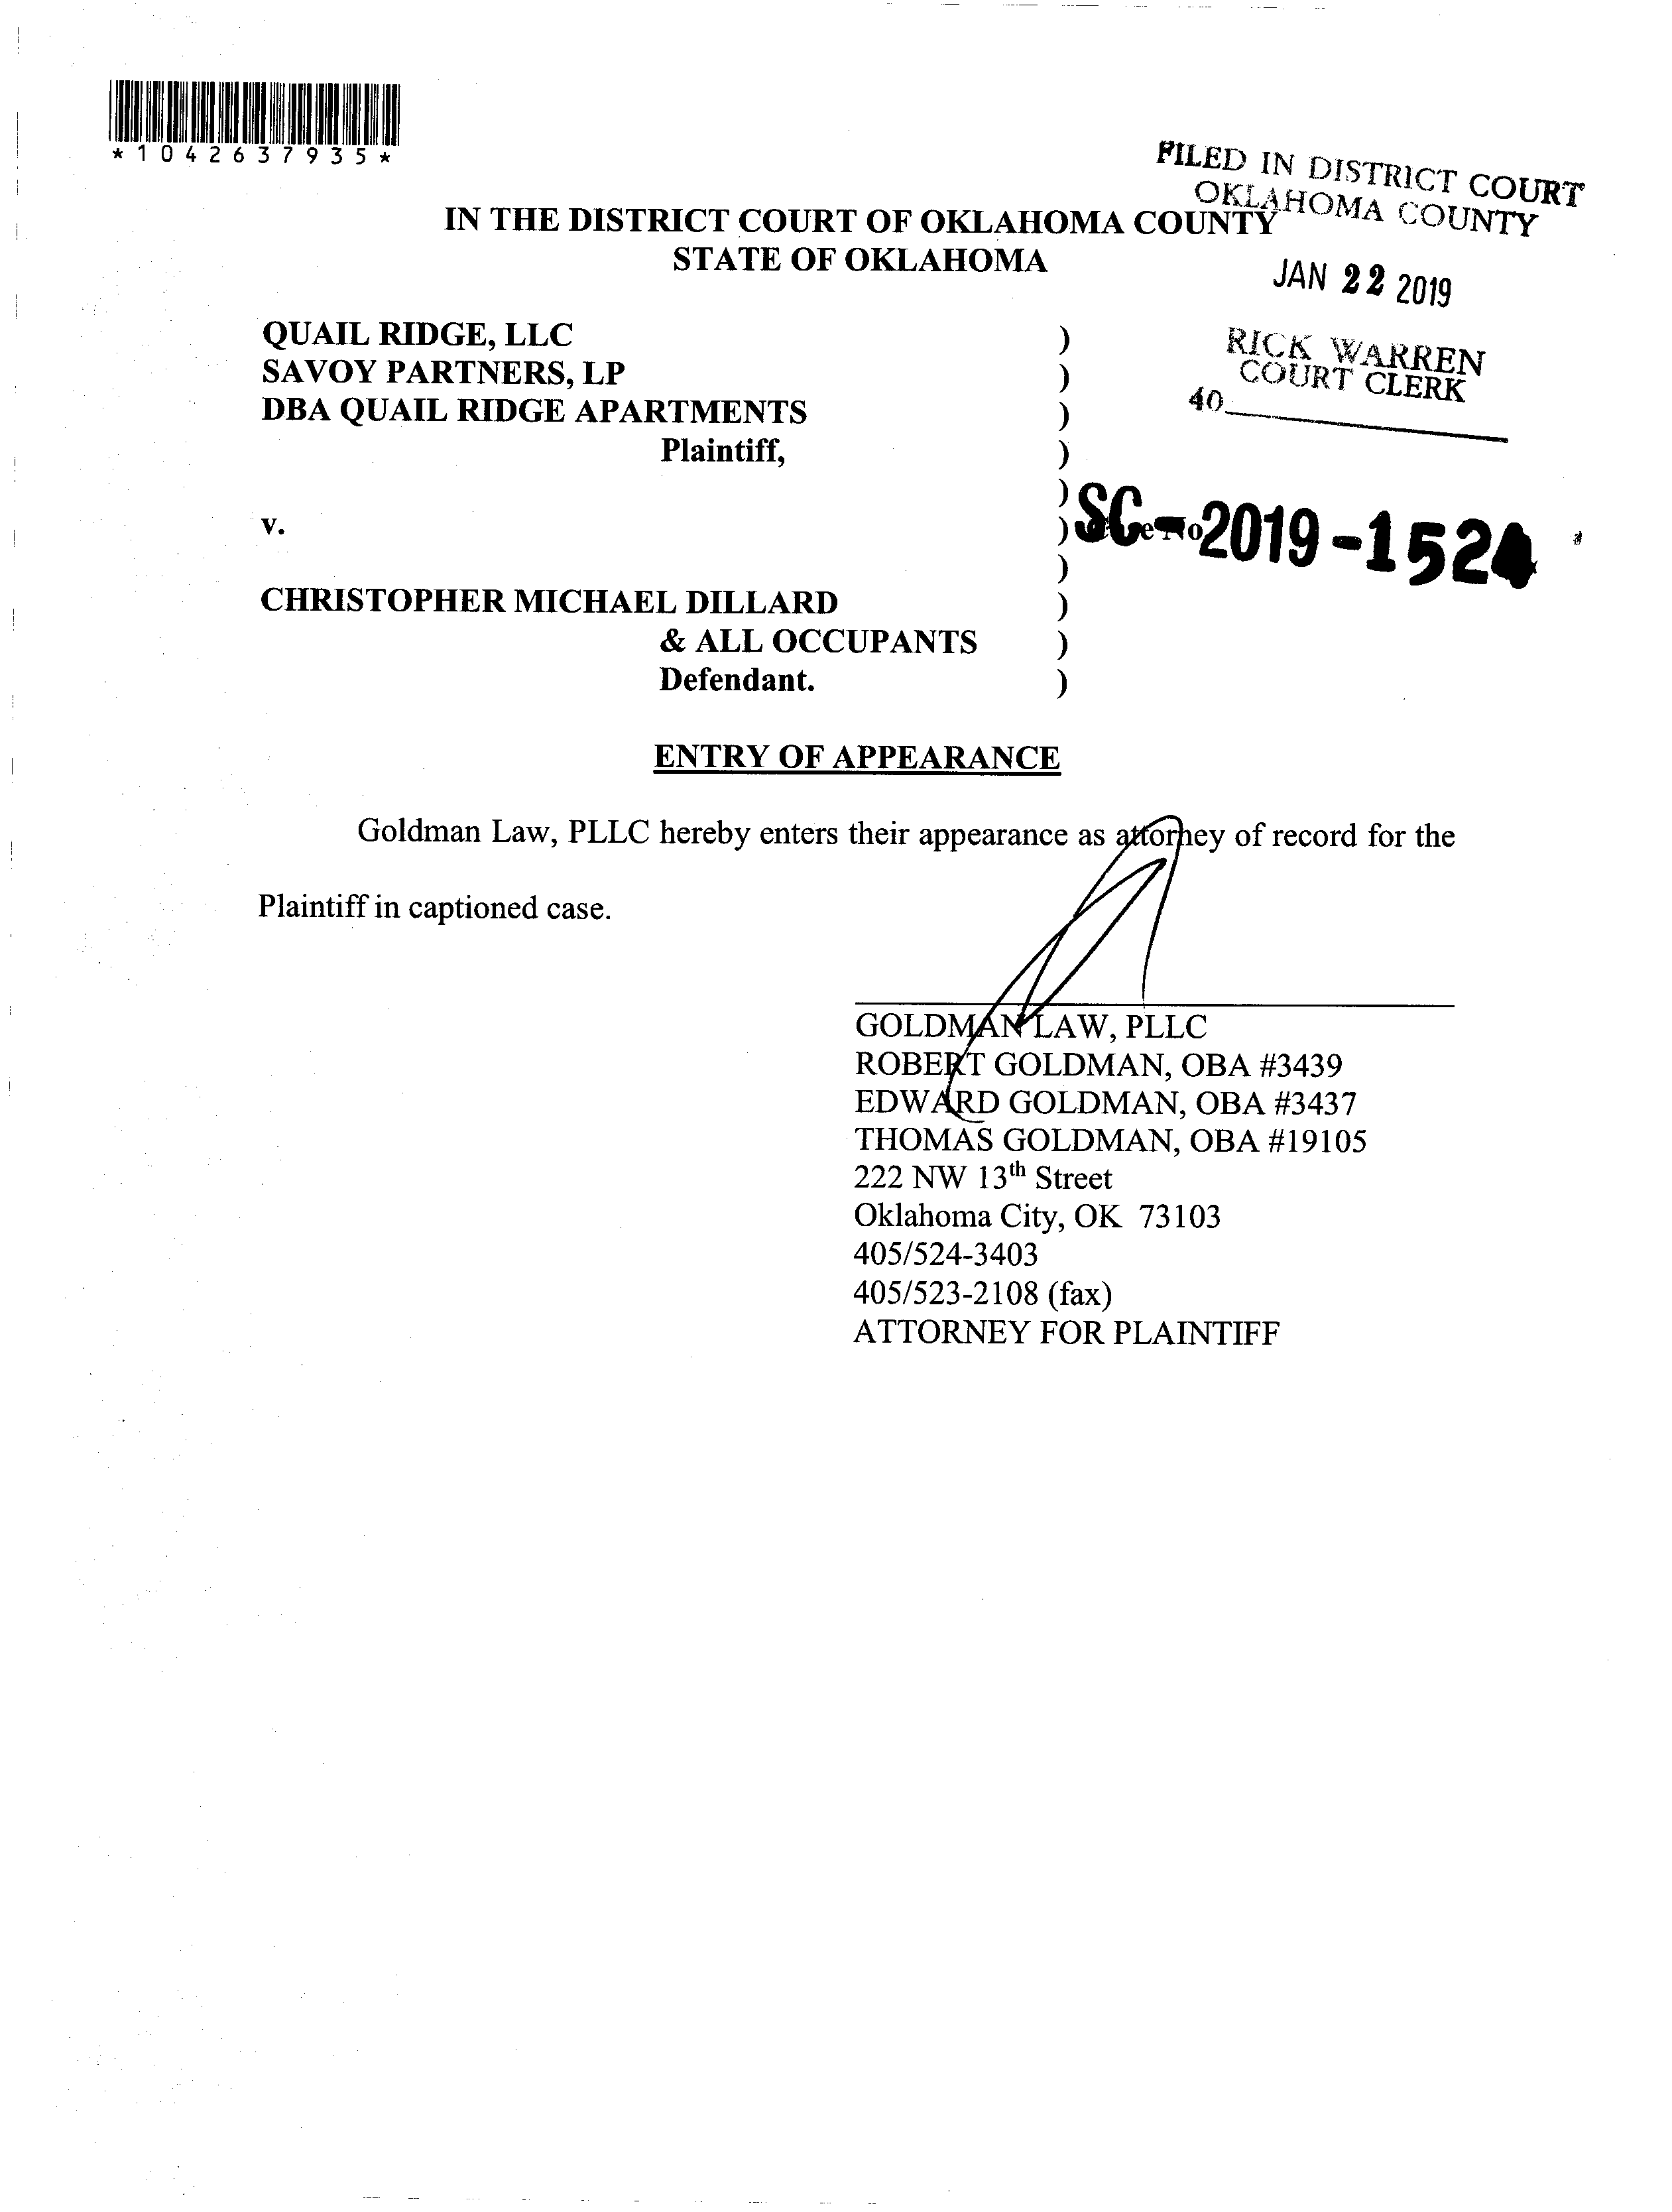 *1042637935*
FILED IN DISTRICT COURT
OKLAHOMA COUNTY
IN THE DISTRICT COURT OF OKLAHOMA COUNTY
STATE OF OKLAHOMA
JAN 22 2019
RICK WARREN
COURT CLERK
40
QUAIL RIDGE, LLC )
SAVOY PARTNERS, LP )
DBA QUAIL RIDGE APARTMENTS )
Plaintiff, )
)
v. ) SC-2019-1524
)
CHRISTOPHER MICHAEL DILLARD )
& ALL OCCUPANTS )
Defendant. )
ENTRY OF APPEARANCE
Goldman Law, PLLC hereby enters their appearance as attorney of record for the
Plaintiff in captioned case.
GOLDMAN LAW, PLLC
ROBERT GOLDMAN, OBA #3439
EDWARD GOLDMAN, OBA #3437
THOMAS GOLDMAN, OBA #19105
222 NW 13th Street
Oklahoma City, OK 73103
405/524-3403
405/523-2108 (fax)
ATTORNEY FOR PLAINTIFF